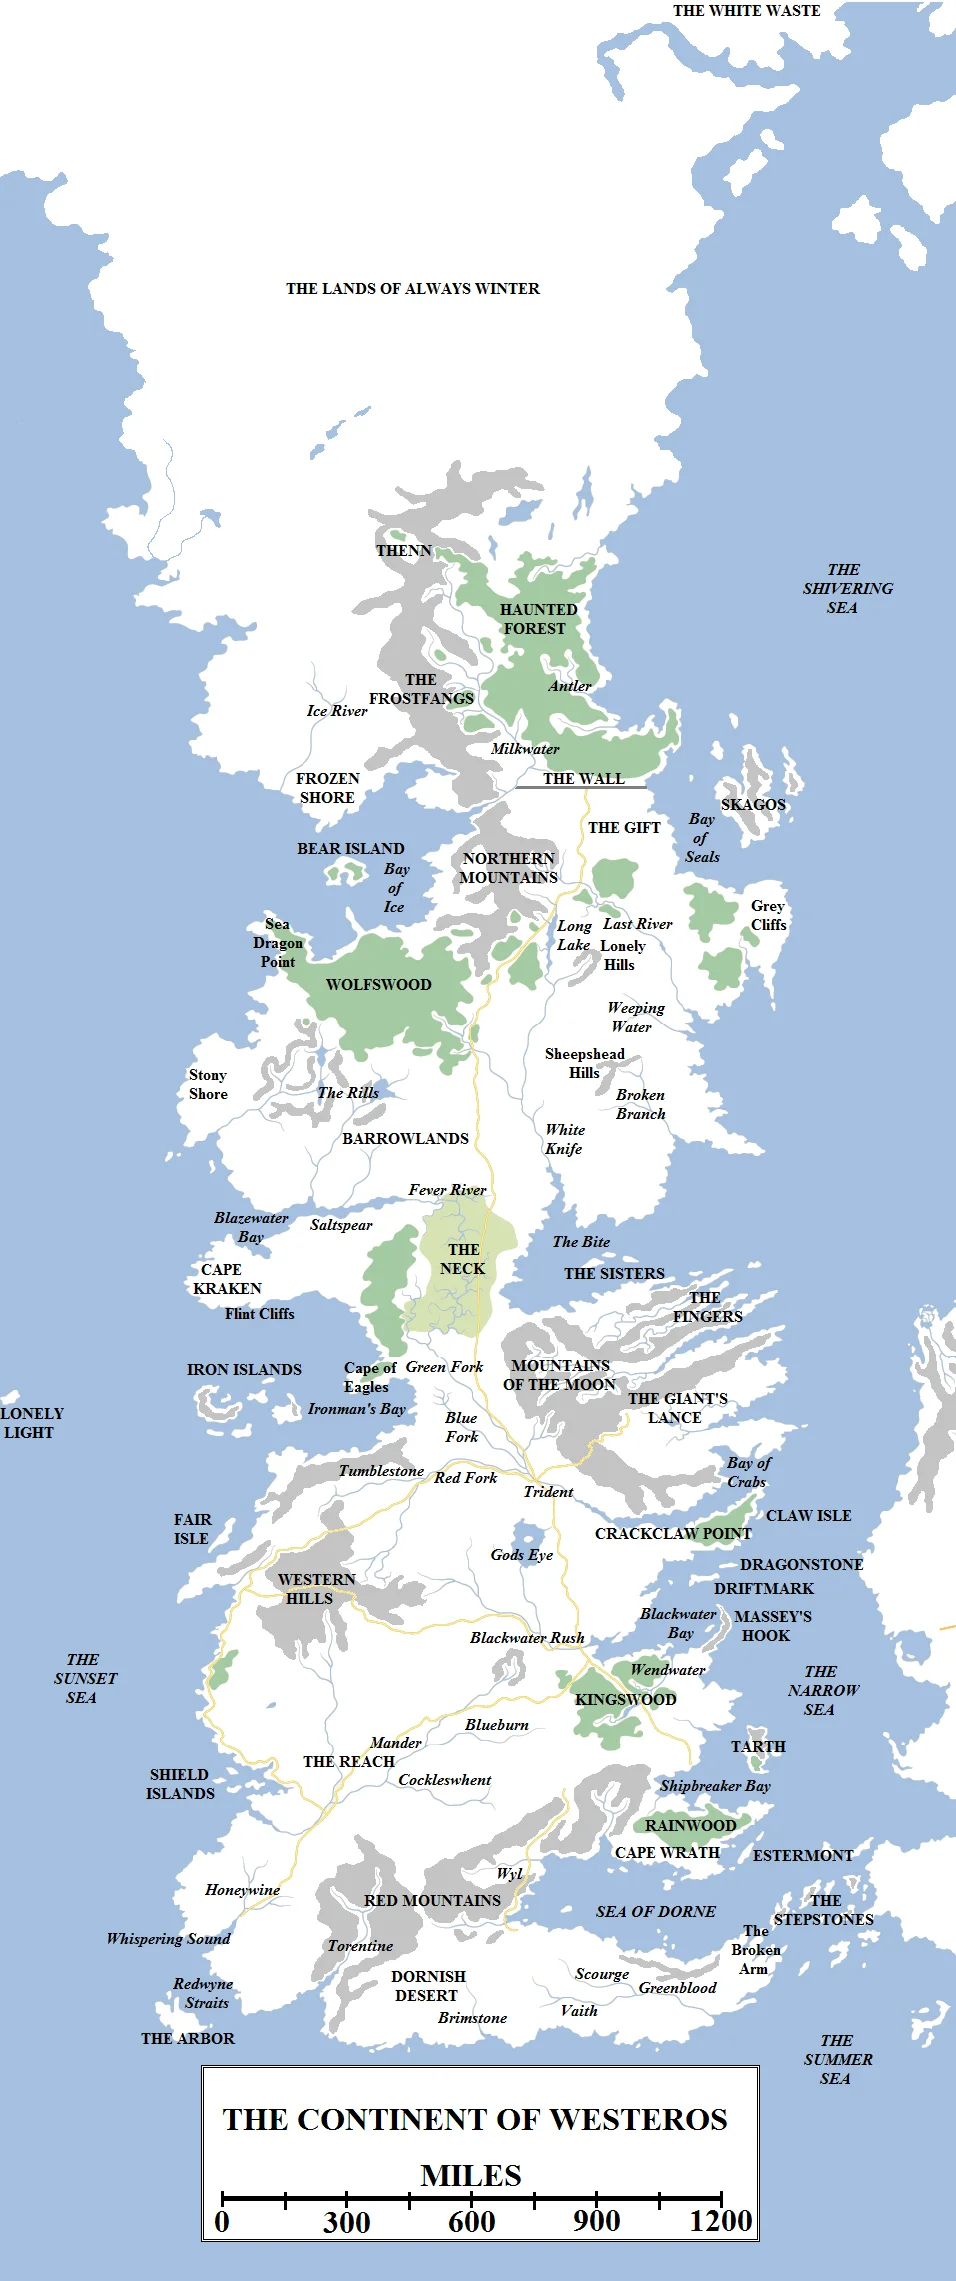 THE WHITE WASTE
THE LANDS OF ALWAYS WINTER
THENN
THE
SHIVERING
SEA
HAUNTED
FOREST
THE
FROSTFANGS
Antler
Ice River
Milkwater
FROZEN
SHORE
THE WALL
SKAGOS
THE GIFT
Bay
of
Seals
BEAR ISLAND
NORTHERN
MOUNTAINS
Bay
of
Ice
Grey
Cliffs
Sea
Dragon
Point
Long
Lake
Last River
Lonely
Hills
WOLFSWOOD
Weeping
Water
Sheepshead
Hills
Stony
Shore
The Rills
Broken
Branch
BARROWLANDS
White
Knife
Fever River
Blazewater
Bay
Saltspear
THE
NECK
The Bite
CAPE
KRAKEN
THE SISTERS
THE
FINGERS
Flint Cliffs
IRON ISLANDS
Cape of
Eagles
Green Fork
MOUNTAINS
OF THE MOON
LONELY
LIGHT
Ironman's Bay
THE GIANT'S
LANCE
Blue
Fork
Tumblestone
Red Fork
Bay of
Crabs
Trident
FAIR
ISLE
CLAW ISLE
CRACKCLAW POINT
Gods Eye
DRAGONSTONE
WESTERN
HILLS
DRIFTMARK
Blackwater
Bay
MASSEY'S
HOOK
Blackwater Rush
THE
SUNSET
SEA
Wendwater
THE
NARROW
SEA
KINGSWOOD
Blueburn
Mander
TARTH
THE REACH
SHIELD
ISLANDS
Cockleswhent
Shipbreaker Bay
RAINWOOD
CAPE WRATH
ESTERMONT
Wyl
Honeywine
RED MOUNTAINS
SEA OF DORNE
THE
STEPSTONES
Whispering Sound
Torentine
The
Broken
Arm
Redwyne
Straits
DORNISH
DESERT
Scourge
Greenblood
Vaith
Brimstone
THE ARBOR
THE
SUMMER
SEA
THE CONTINENT OF WESTEROS
MILES
0 300 600 900 1200